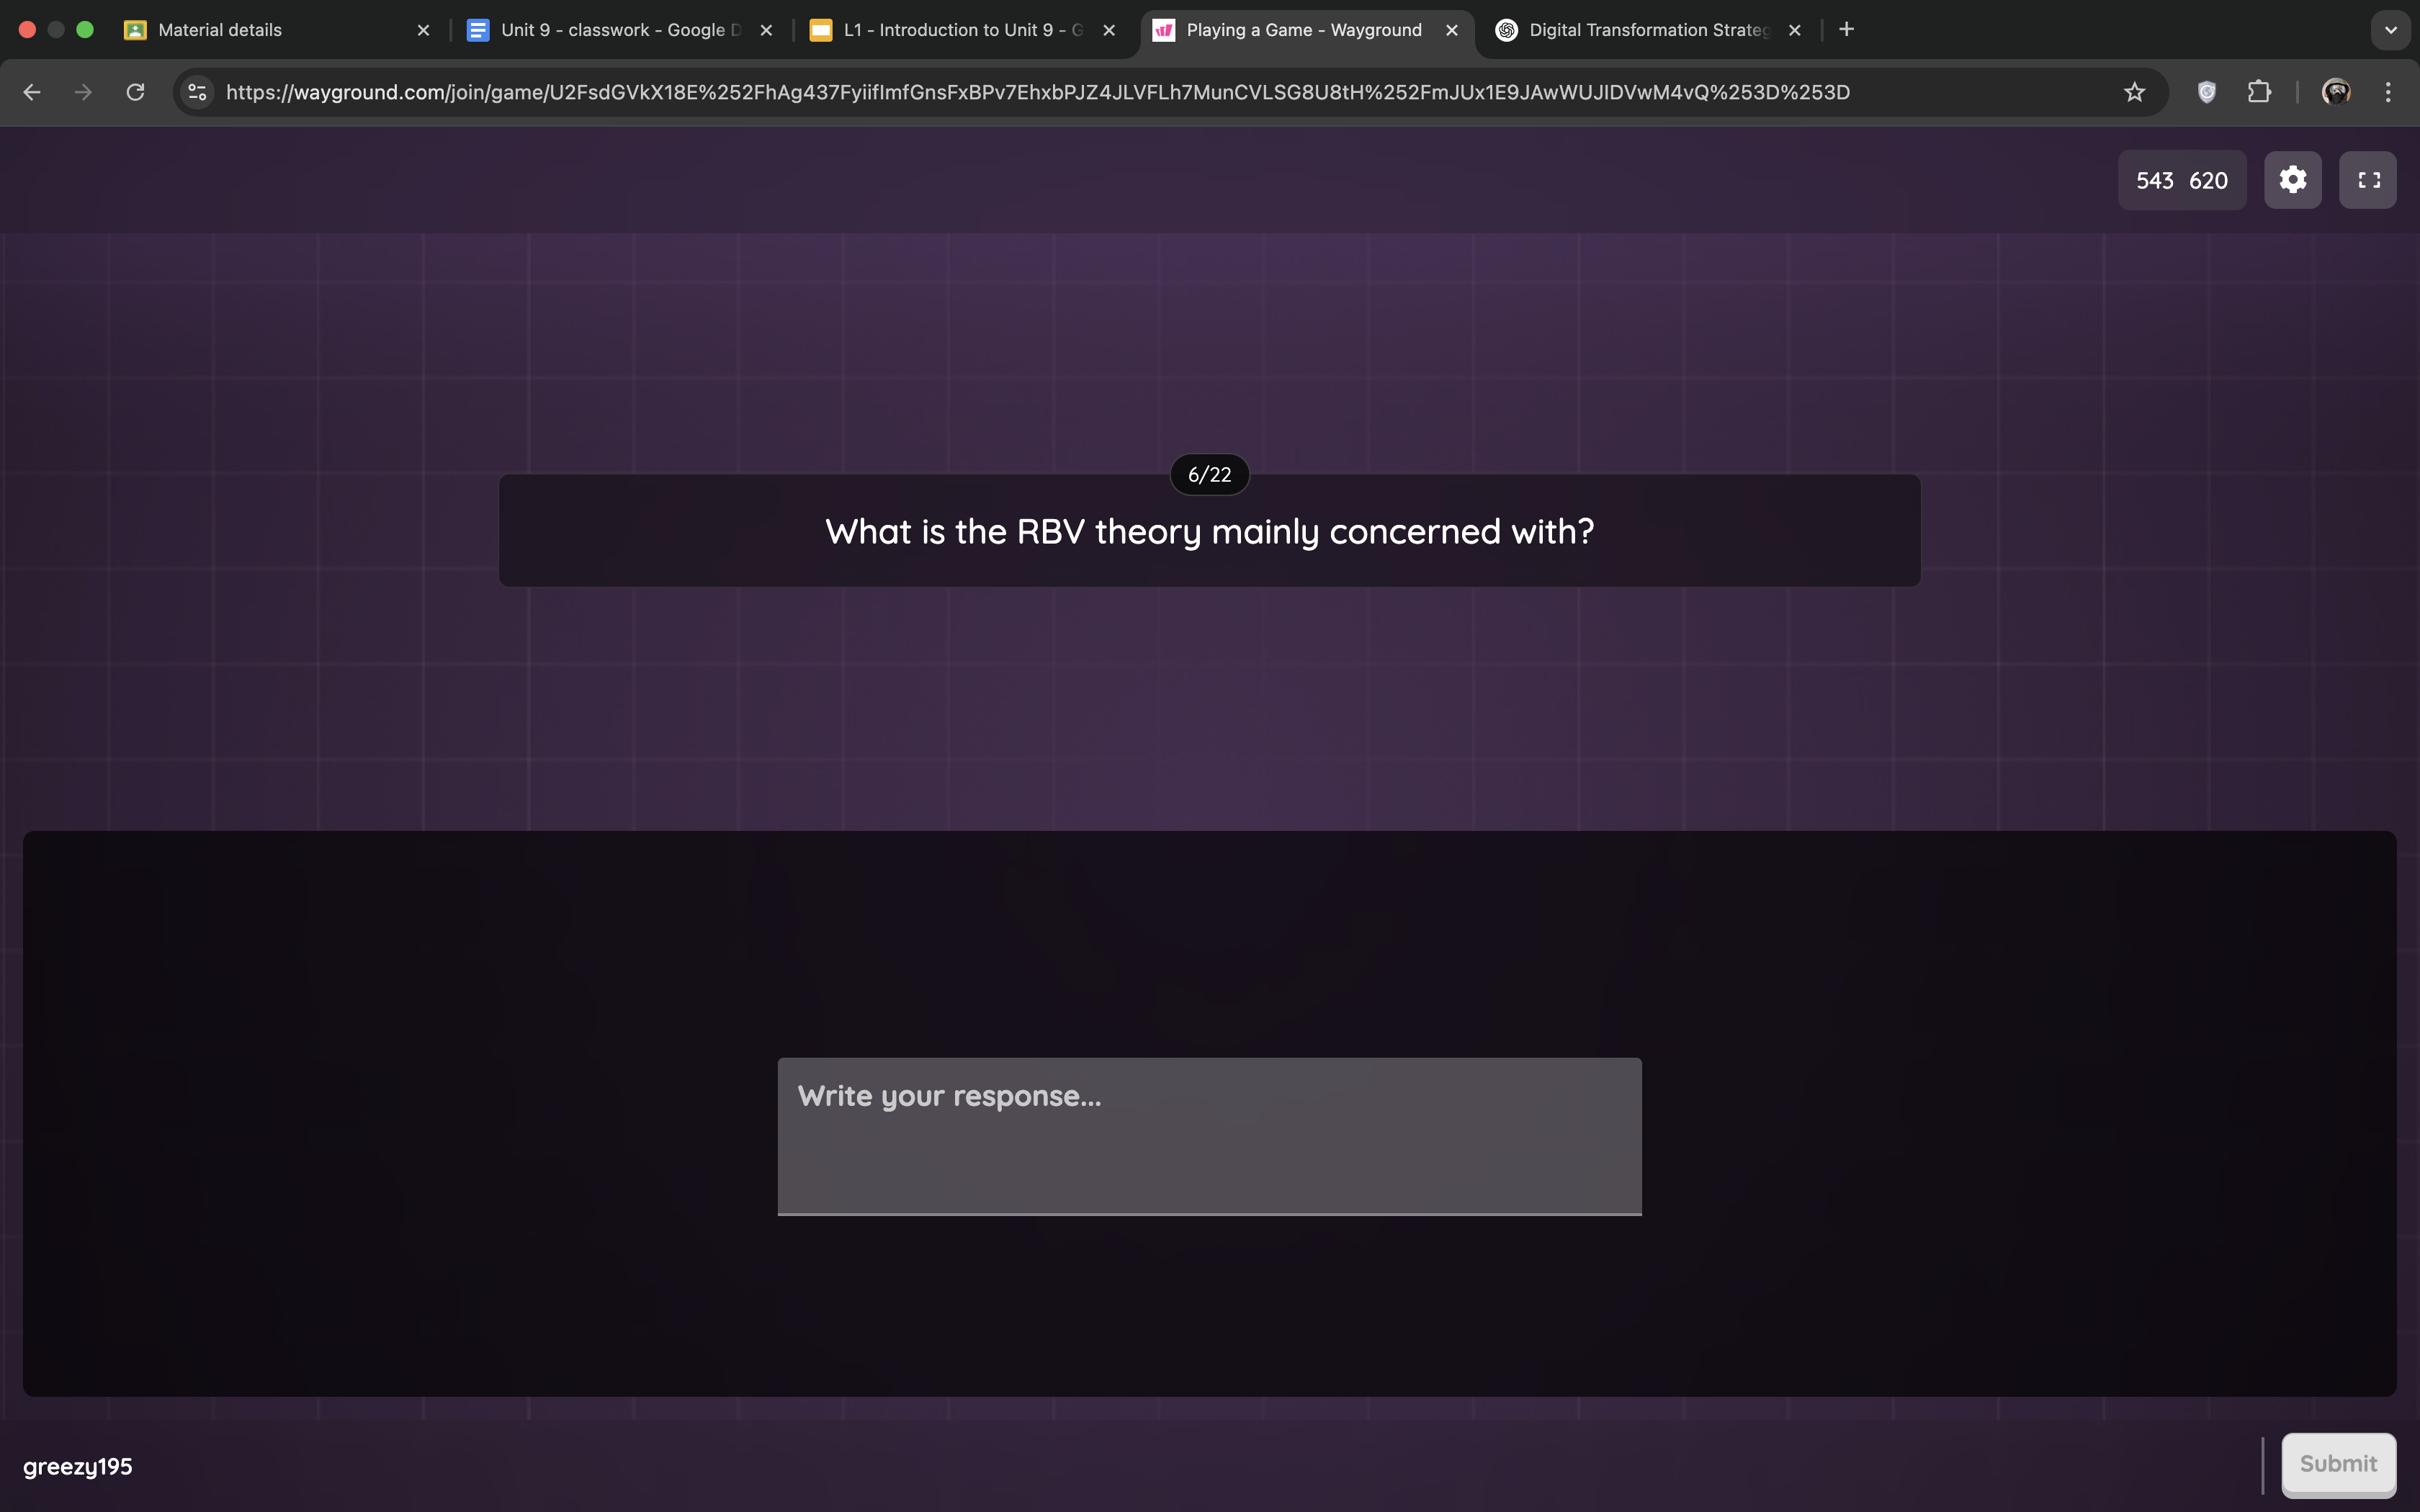 Material details
Unit 9 - classwork - Google D
L1 - Introduction to Unit 9 - G
Playing a Game - Wayground
Digital Transformation Strateg
https://wayground.com/join/game/U2FsdGVkX18E%252FhAg437FyiifImfGnsFxBPv7EhxbPJZ4JLVFLh7MunCVLSG8U8tH%252FmJUx1E9JAwWUJIDVwM4vQ%253D%253D
543 620
6/22
What is the RBV theory mainly concerned with?
Write your response...
greezy195
Submit